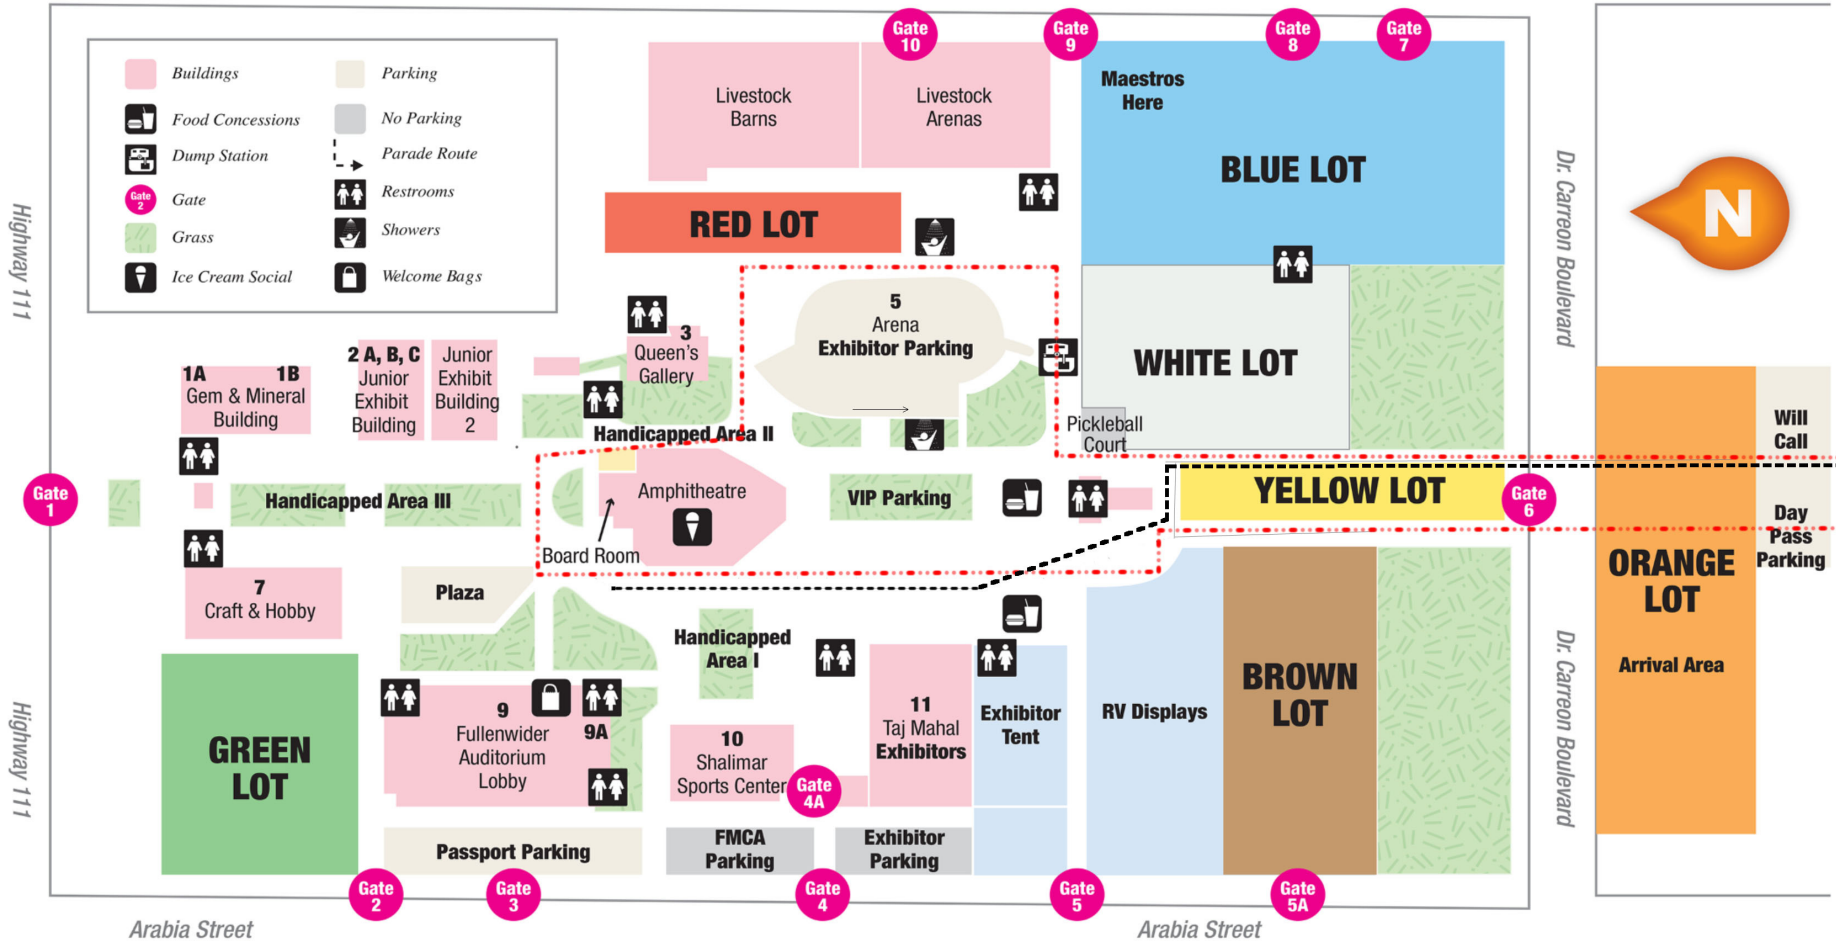 Buildings
Food Concessions
Dump Station
Gate
2
Gate
Grass
Ice Cream Social
Parking
No Parking
Parade Route
Restrooms
Showers
Welcome Bags
Gate
10
Gate
9
Gate
8
Gate
7
Livestock
Barns
Livestock
Arenas
Maestros
Here
BLUE LOT
RED LOT
N
Highway 111
Dr. Carreon Boulevard
5
Arena
Exhibitor Parking
3
Queen's
Gallery
2 A, B, C
Junior
Exhibit
Building
Junior
Exhibit
Building
2
1A
1B
Gem & Mineral
Building
WHITE LOT
Pickleball
Court
Handicapped Area II
Will
Call
Gate
1
Handicapped Area III
Amphitheatre
Board Room
VIP Parking
YELLOW LOT
Gate
6
Day
Pass
Parking
ORANGE
LOT
Arrival Area
7
Craft & Hobby
Plaza
Handicapped
Area I
GREEN
LOT
9
Fullenwider
Auditorium
Lobby
9A
10
Shalimar
Sports Center
Gate
4A
11
Taj Mahal
Exhibitors
Exhibitor
Tent
RV Displays
BROWN
LOT
Highway 111
Dr. Carreon Boulevard
Passport Parking
FMCA
Parking
Exhibitor
Parking
Gate
2
Gate
3
Gate
4
Gate
5
Gate
5A
Arabia Street
Arabia Street